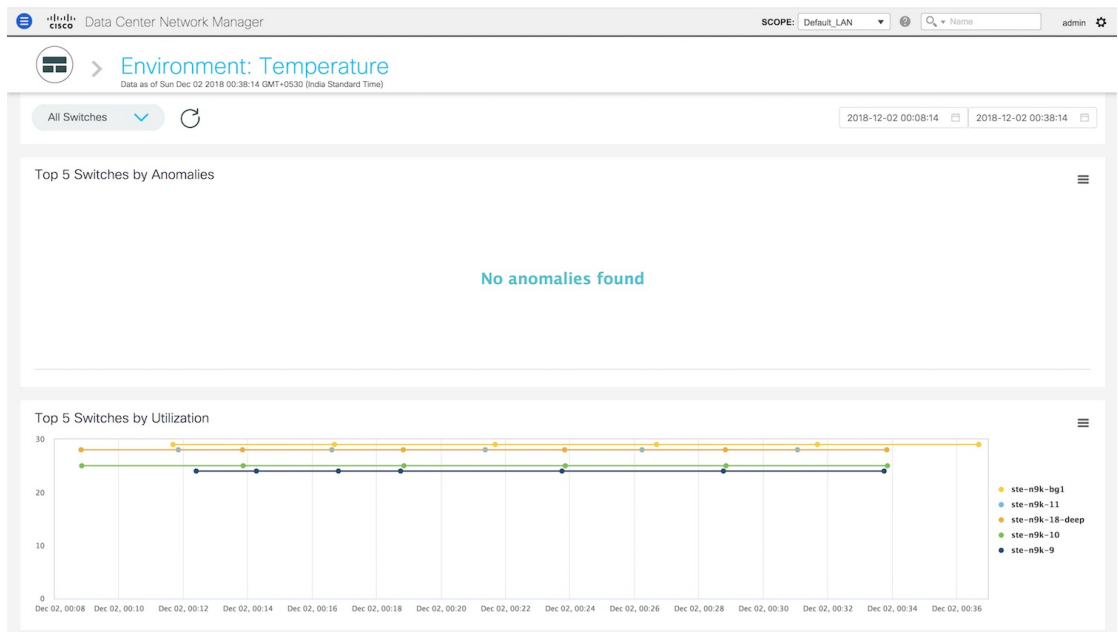 cisco Data Center Network Manager SCOPE: Default_LAN Name admin
Environment: Temperature
Data as of Sun Dec 02 2018 00:38:14 GMT+0530 (India Standard Time)
All Switches 2018-12-02 00:08:14 2018-12-02 00:38:14
Top 5 Switches by Anomalies
No anomalies found
Top 5 Switches by Utilization
30
20
10
0
ste-n9k-bg1
ste-n9k-11
ste-n9k-18-deep
ste-n9k-10
ste-n9k-9
Dec 02, 00:08 Dec 02, 00:10 Dec 02, 00:12 Dec 02, 00:14 Dec 02, 00:16 Dec 02, 00:18 Dec 02, 00:20 Dec 02, 00:22 Dec 02, 00:24 Dec 02, 00:26 Dec 02, 00:28 Dec 02, 00:30 Dec 02, 00:32 Dec 02, 00:34 Dec 02, 00:36